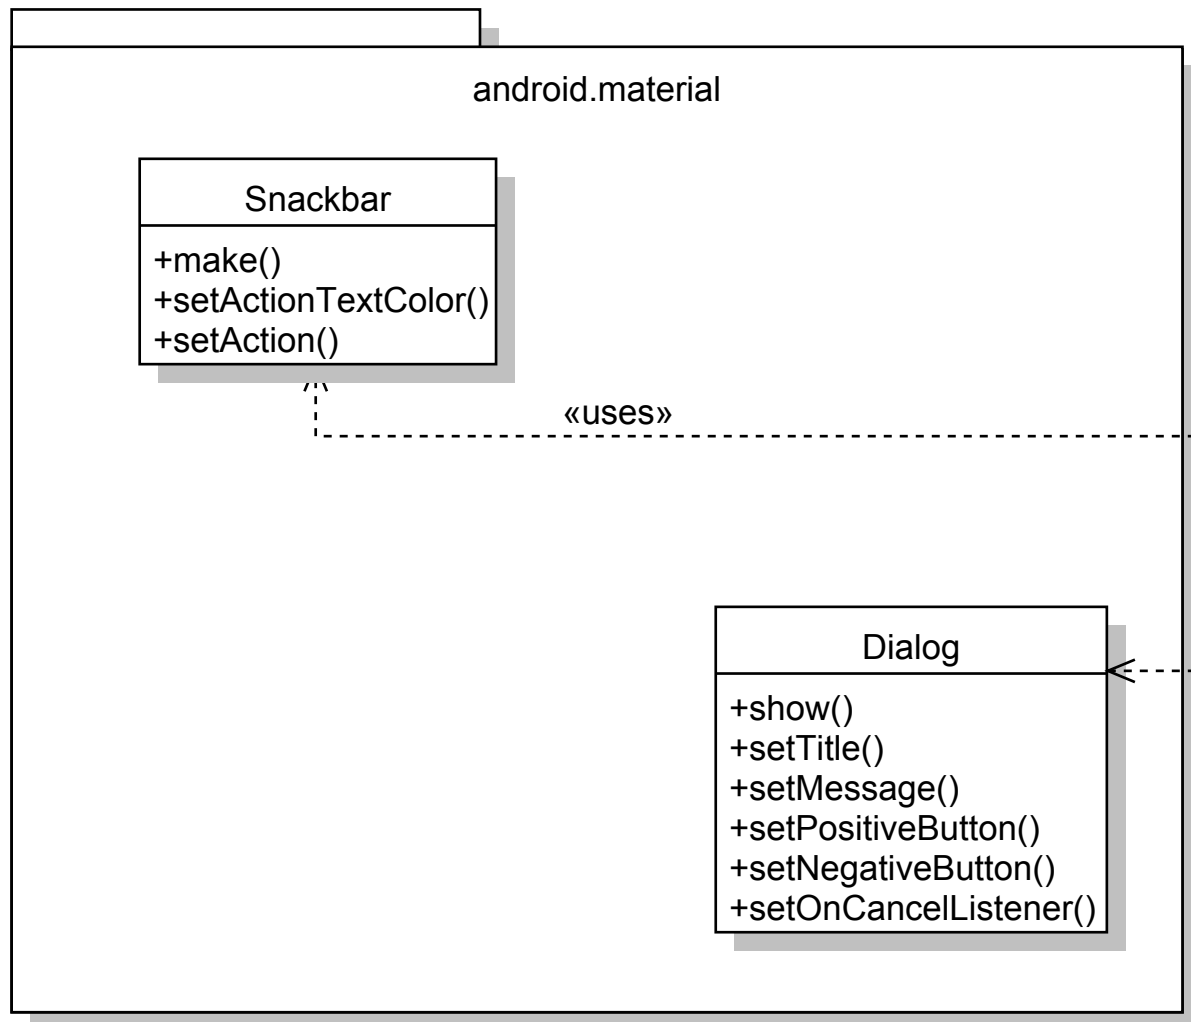 android.material
Snackbar
+make()
+setActionTextColor()
+setAction()
«uses»
Dialog
+show()
+setTitle()
+setMessage()
+setPositiveButton()
+setNegativeButton()
+setOnCancelListener()